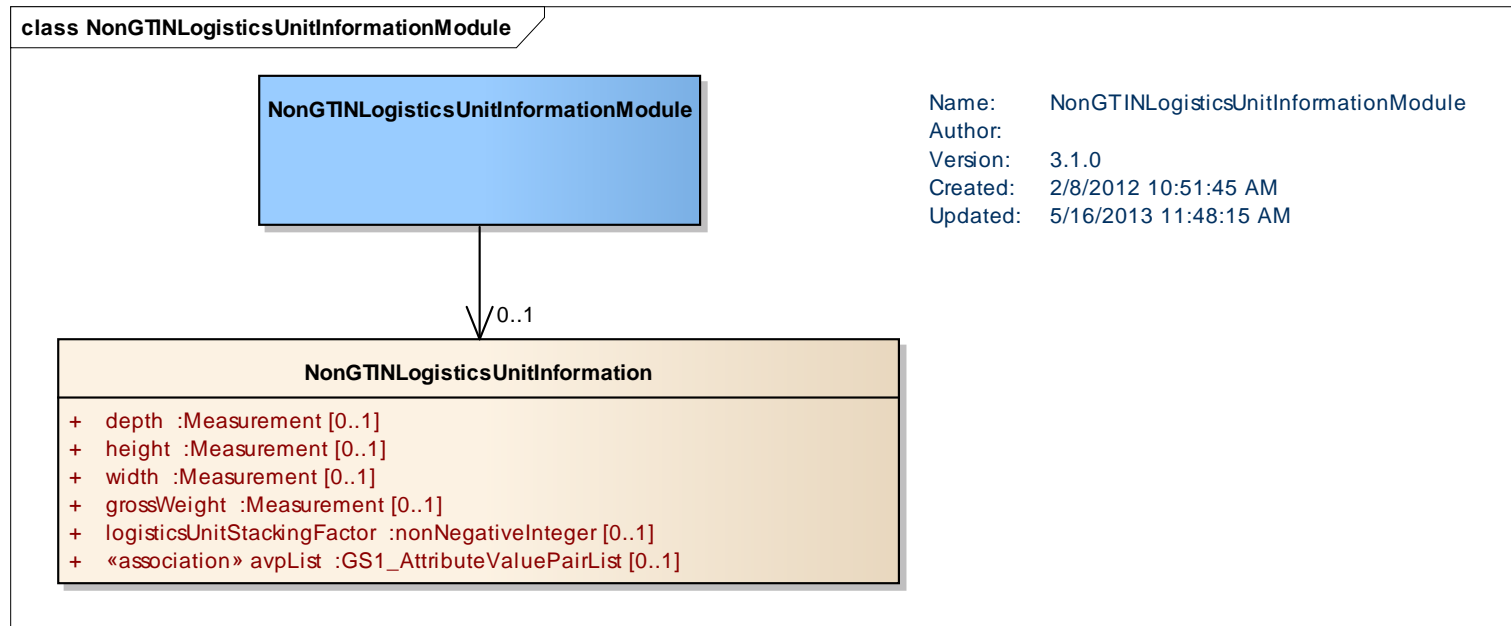 class NonGTINLogisticsUnitInformationModule
NonGTINLogisticsUnitInformationModule
Name: NonGTINLogisticsUnitInformationModule
Author:
Version: 3.1.0
Created: 2/8/2012 10:51:45 AM
Updated: 5/16/2013 11:48:15 AM
0..1
NonGTINLogisticsUnitInformation
+ depth :Measurement [0..1]
+ height :Measurement [0..1]
+ width :Measurement [0..1]
+ grossWeight :Measurement [0..1]
+ logisticsUnitStackingFactor :nonNegativeInteger [0..1]
+ «association» avpList :GS1_AttributeValuePairList [0..1]